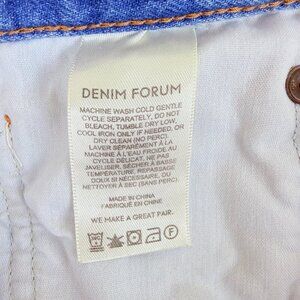 DENIM FORUM
MACHINE WASH COLD GENTLE
CYCLE SEPARATELY, DO NOT
BLEACH, TUMBLE DRY LOW,
COOL IRON ONLY IF NEEDED, OR
DRY CLEAN (NO PERC).
LAVER SÉPARÉMENT À LA
MACHINE À L'EAU FROIDE AU
CYCLE DÉLICAT, NE PAS
JAVELISER, SÉCHER À BASSE
TEMPÉRATURE, REPASSAGE
DOUX SI NÉCESSAIRE, OU
NETTOYER À SEC (SANS PERC).
MADE IN CHINA
FABRIQUÉ EN CHINE
WE MAKE A GREAT PAIR.
F